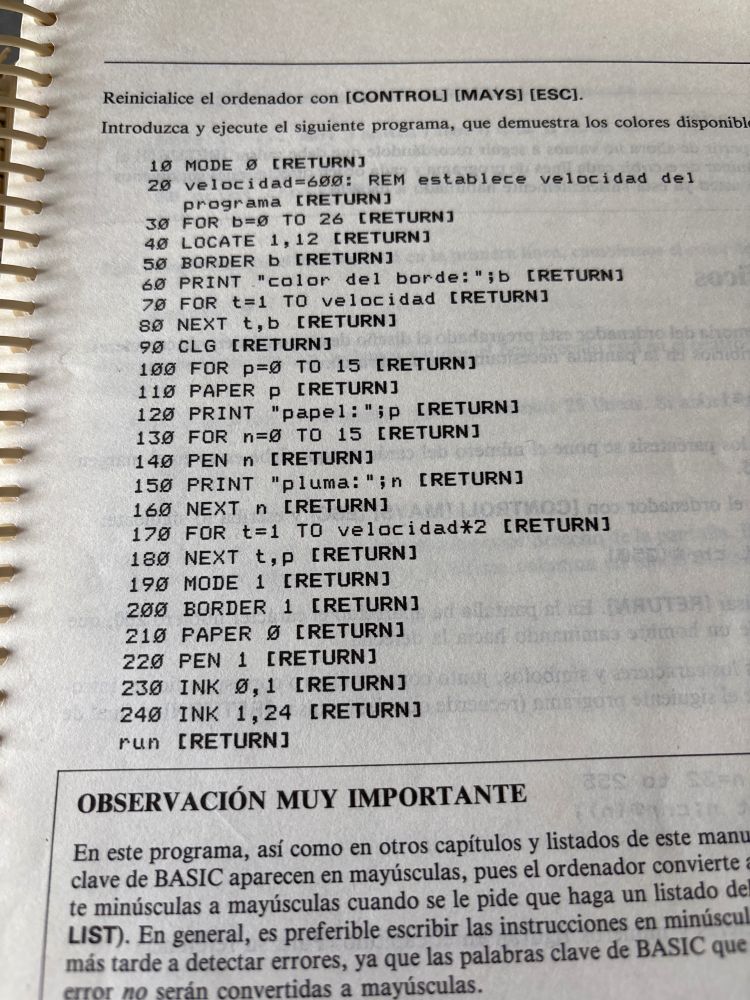 Reinicialice el ordenador con [CONTROL] [MAYS] [ESC].
Introduzca y ejecute el siguiente programa, que demuestra los colores disponible
10 MODE 0 [RETURN]
20 velocidad=600: REM establece velocidad del
programa [RETURN]
30 FOR b=0 TO 26 [RETURN]
40 LOCATE 1,12 [RETURN]
50 BORDER b [RETURN]
60 PRINT "color del borde:";b [RETURN]
70 FOR t=1 TO velocidad [RETURN]
80 NEXT t,b [RETURN]
90 CLG [RETURN]
100 FOR p=0 TO 15 [RETURN]
110 PAPER p [RETURN]
120 PRINT "papel:";p [RETURN]
130 FOR n=0 TO 15 [RETURN]
140 PEN n [RETURN]
150 PRINT "pluma:";n [RETURN]
160 NEXT n [RETURN]
170 FOR t=1 TO velocidad*2 [RETURN]
180 NEXT t,p [RETURN]
190 MODE 1 [RETURN]
200 BORDER 1 [RETURN]
210 PAPER 0 [RETURN]
220 PEN 1 [RETURN]
230 INK 0,1 [RETURN]
240 INK 1,24 [RETURN]
run [RETURN]
OBSERVACIÓN MUY IMPORTANTE
En este programa, así como en otros capítulos y listados de este manu
clave de BASIC aparecen en mayúsculas, pues el ordenador convierte a
te minúsculas a mayúsculas cuando se le pide que haga un listado del
LIST). En general, es preferible escribir las instrucciones en minúscul
más tarde a detectar errores, ya que las palabras clave de BASIC que
error no serán convertidas a mayúsculas.